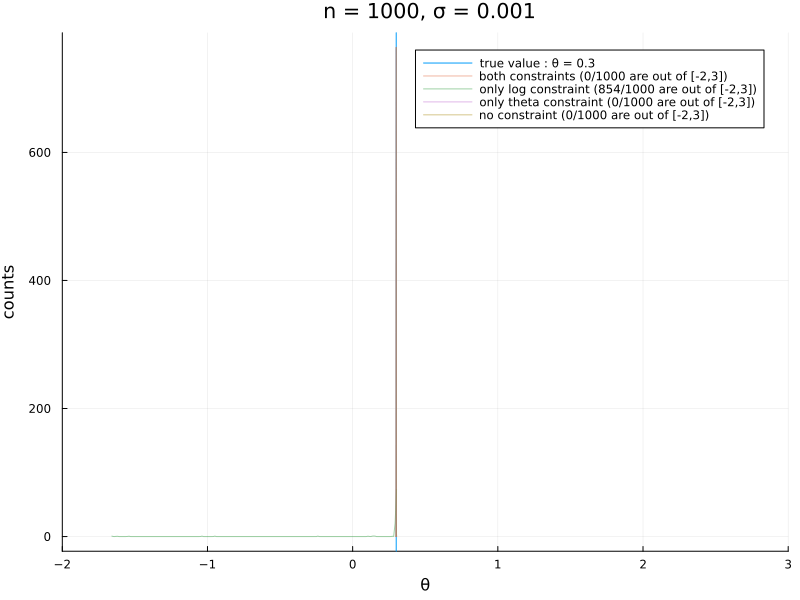 n = 1000, σ = 0.001
true value : θ = 0.3
both constraints (0/1000 are out of [-2,3])
only log constraint (854/1000 are out of [-2,3])
only theta constraint (0/1000 are out of [-2,3])
no constraint (0/1000 are out of [-2,3])
counts
600
400
200
0
−2 −1 0 1 2 3
θ